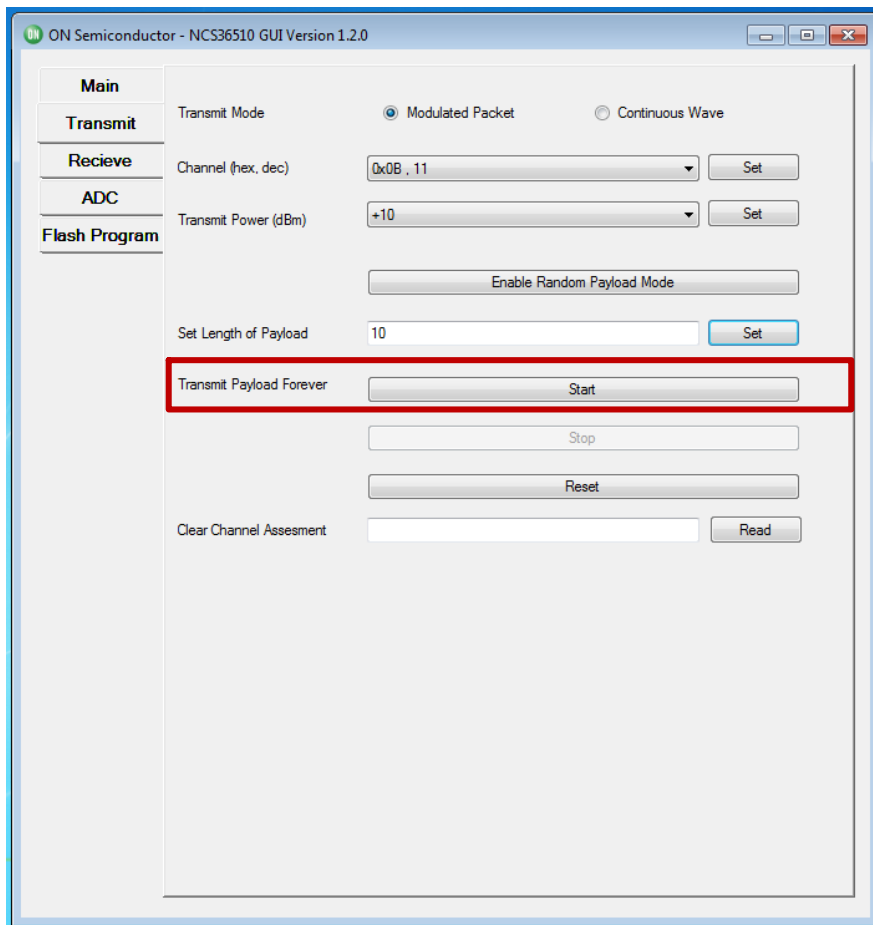 ON ON Semiconductor - NCS36510 GUI Version 1.2.0
Main
Transmit
Recieve
ADC
Flash Program
Transmit Mode Modulated Packet Continuous Wave
Channel (hex, dec) 0x0B , 11 Set
Transmit Power (dBm) +10 Set
Enable Random Payload Mode
Set Length of Payload 10 Set
Transmit Payload Forever Start
Stop
Reset
Clear Channel Assesment Read